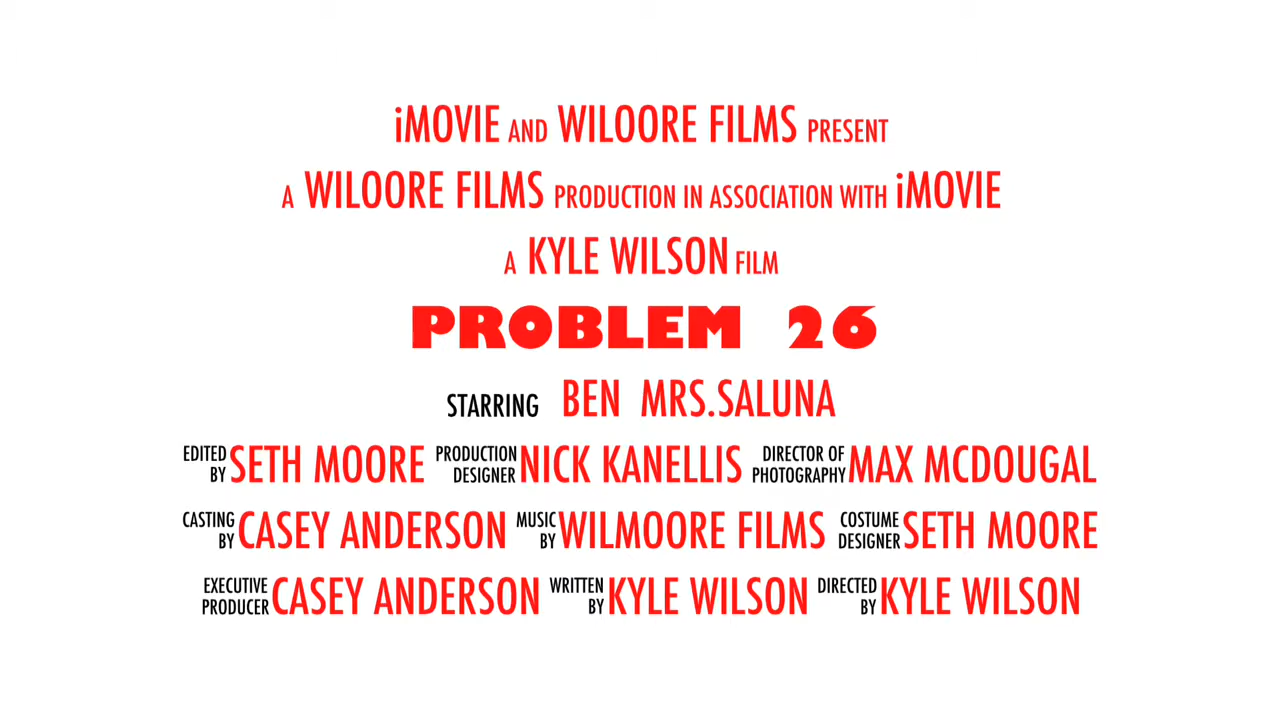 iMOVIE AND WILOORE FILMS PRESENT
A WILOORE FILMS PRODUCTION IN ASSOCIATION WITH iMOVIE
A KYLE WILSON FILM
PROBLEM 26
STARRING BEN MRS.SALUNA
EDITED BY SETH MOORE PRODUCTION DESIGNER NICK KANELLIS DIRECTOR OF PHOTOGRAPHY MAX MCDOUGAL
CASTING BY CASEY ANDERSON MUSIC BY WILMOORE FILMS COSTUME DESIGNER SETH MOORE
EXECUTIVE PRODUCER CASEY ANDERSON WRITTEN BY KYLE WILSON DIRECTED BY KYLE WILSON